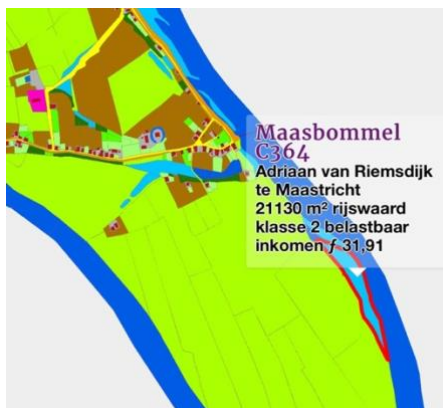 Maasbommel
C364
Adriaan van Riemsdijk
te Maastricht
21130 m² rijswaard
klasse 2 belastbaar
inkomen ƒ 31,91